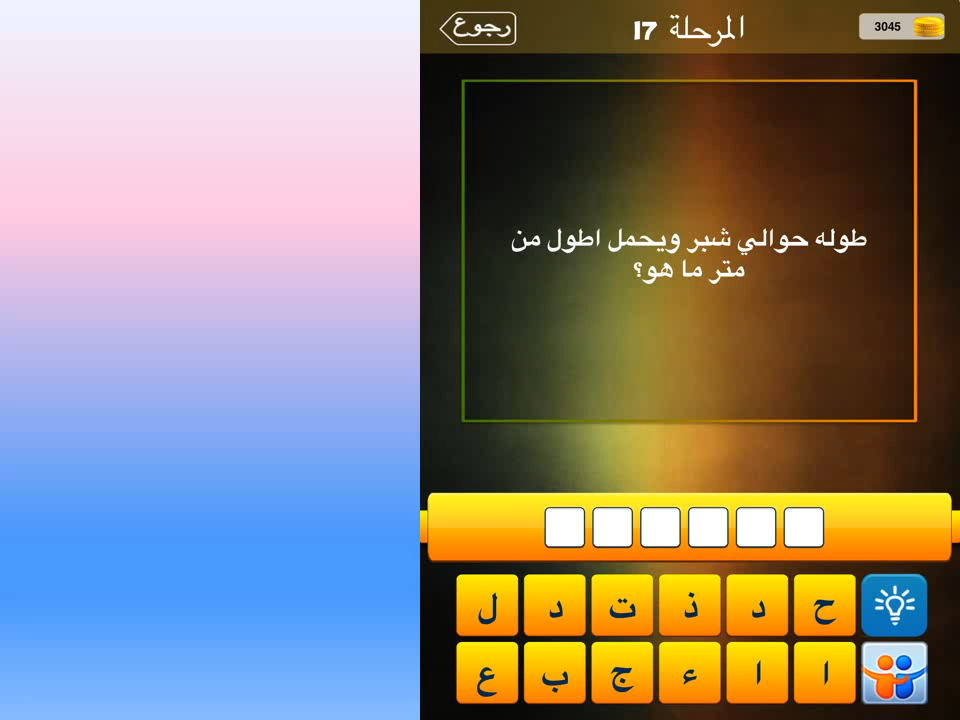 رجوع
المرحلة 17
3045
طوله حوالي شبر ويحمل اطول من
متر ما هو؟
ح د ذ ت د ل
ا ا ء ج ب ع